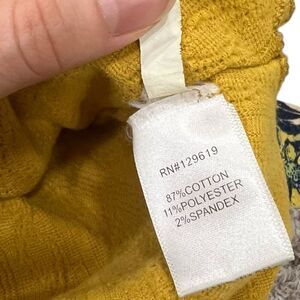 RN#129619
87%COTTON
11%POLYESTER
2%SPANDEX